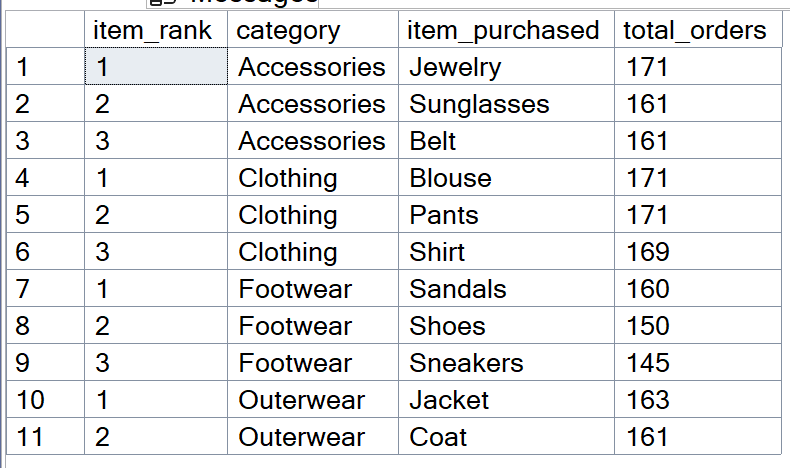 item_rank category item_purchased total_orders
1 1 Accessories Jewelry 171
2 2 Accessories Sunglasses 161
3 3 Accessories Belt 161
4 1 Clothing Blouse 171
5 2 Clothing Pants 171
6 3 Clothing Shirt 169
7 1 Footwear Sandals 160
8 2 Footwear Shoes 150
9 3 Footwear Sneakers 145
10 1 Outerwear Jacket 163
11 2 Outerwear Coat 161